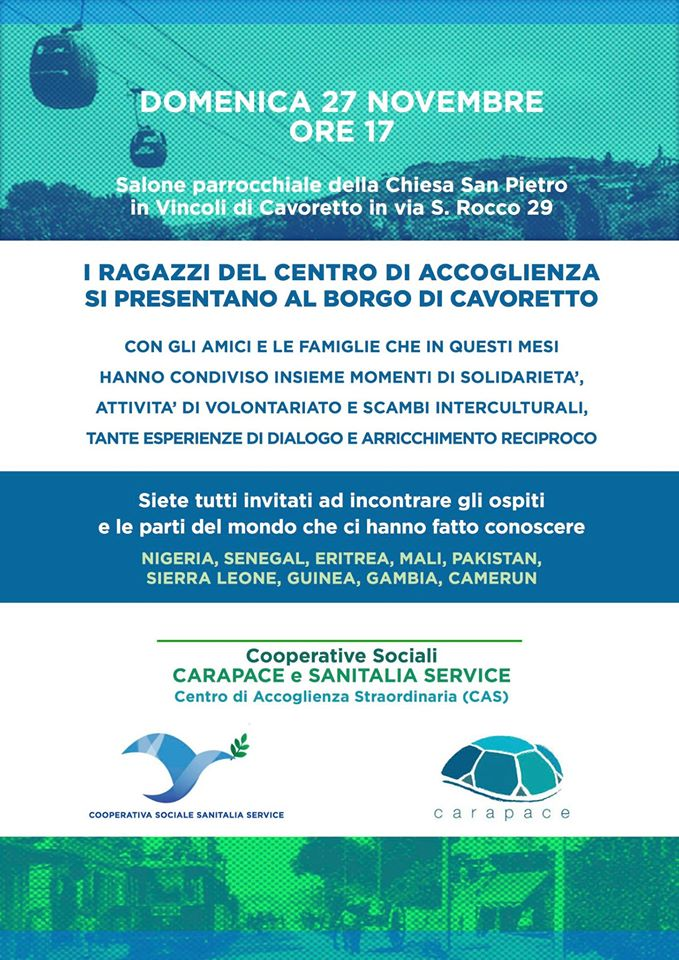 DOMENICA 27 NOVEMBRE
ORE 17
Salone parrocchiale della Chiesa San Pietro
in Vincoli di Cavoretto in via S. Rocco 29
I RAGAZZI DEL CENTRO DI ACCOGLIENZA
SI PRESENTANO AL BORGO DI CAVORETTO
CON GLI AMICI E LE FAMIGLIE CHE IN QUESTI MESI
HANNO CONDIVISO INSIEME MOMENTI DI SOLIDARIETA’,
ATTIVITA’ DI VOLONTARIATO E SCAMBI INTERCULTURALI,
TANTE ESPERIENZE DI DIALOGO E ARRICCHIMENTO RECIPROCO
Siete tutti invitati ad incontrare gli ospiti
e le parti del mondo che ci hanno fatto conoscere
NIGERIA, SENEGAL, ERITREA, MALI, PAKISTAN,
SIERRA LEONE, GUINEA, GAMBIA, CAMERUN
Cooperative Sociali
CARAPACE e SANITALIA SERVICE
Centro di Accoglienza Straordinaria (CAS)
COOPERATIVA SOCIALE SANITALIA SERVICE
carapace